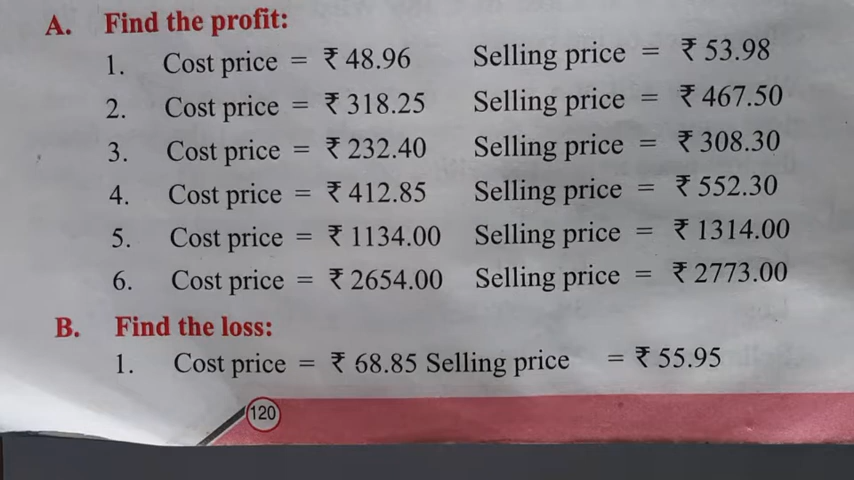 A. Find the profit:
1. Cost price = ₹ 48.96 Selling price = ₹ 53.98
2. Cost price = ₹ 318.25 Selling price = ₹ 467.50
3. Cost price = ₹ 232.40 Selling price = ₹ 308.30
4. Cost price = ₹ 412.85 Selling price = ₹ 552.30
5. Cost price = ₹ 1134.00 Selling price = ₹ 1314.00
6. Cost price = ₹ 2654.00 Selling price = ₹ 2773.00
B. Find the loss:
1. Cost price = ₹ 68.85 Selling price = ₹ 55.95
120